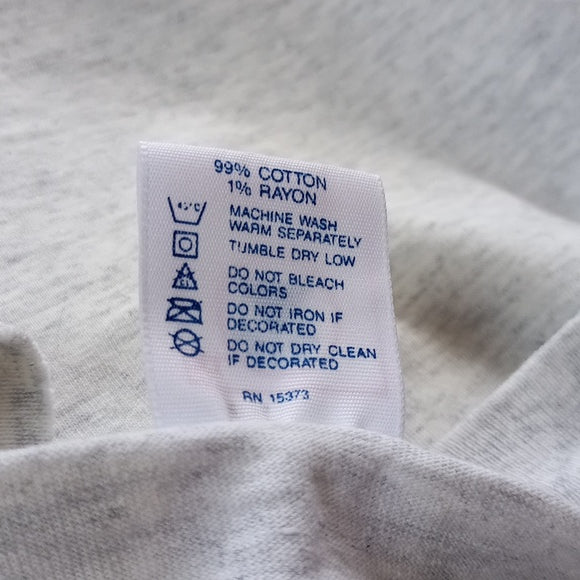 99% COTTON
1% RAYON
MACHINE WASH
WARM SEPARATELY
TUMBLE DRY LOW
DO NOT BLEACH
COLORS
DO NOT IRON IF
DECORATED
DO NOT DRY CLEAN
IF DECORATED
RN 15373